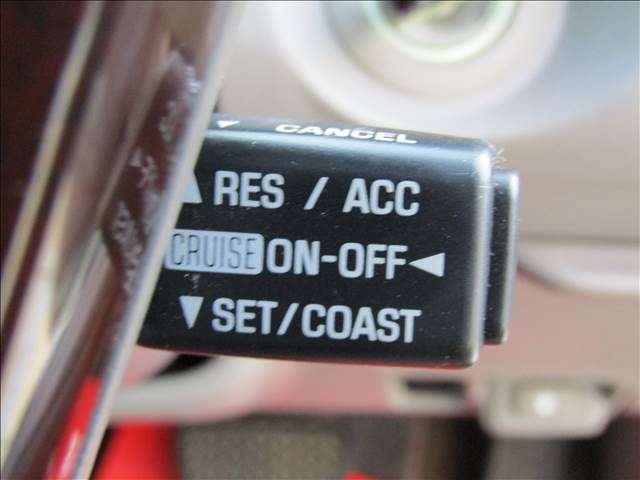 ▼ CANCEL
▲ RES / ACC
CRUISE ON-OFF ◀
▼ SET/COAST